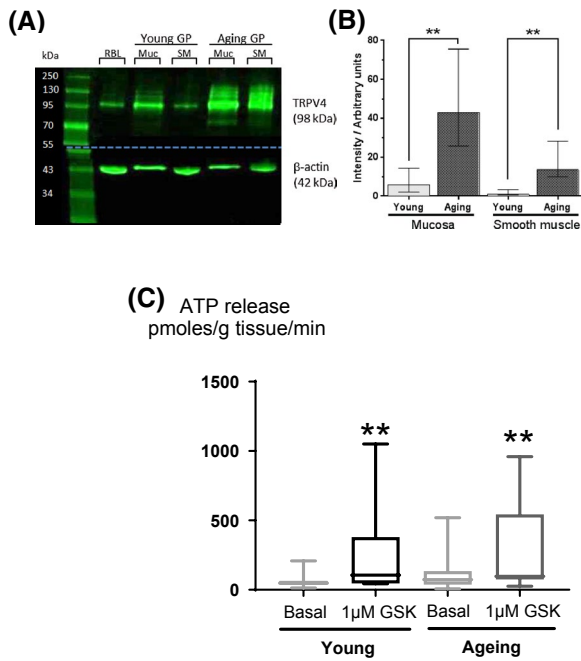 (A)
Young GP Aging GP
kDa RBL Muc SM Muc SM
250
130
95
70
55
43
34
TRPV4
(98 kDa)
β-actin
(42 kDa)
(B)
Intensity / Arbitrary units
80
60
40
20
0
** **
Young Aging Young Aging
Mucosa Smooth muscle
(C) ATP release
pmoles/g tissue/min
1500
1000
500
0
** **
Basal 1µM GSK Basal 1µM GSK
Young Ageing